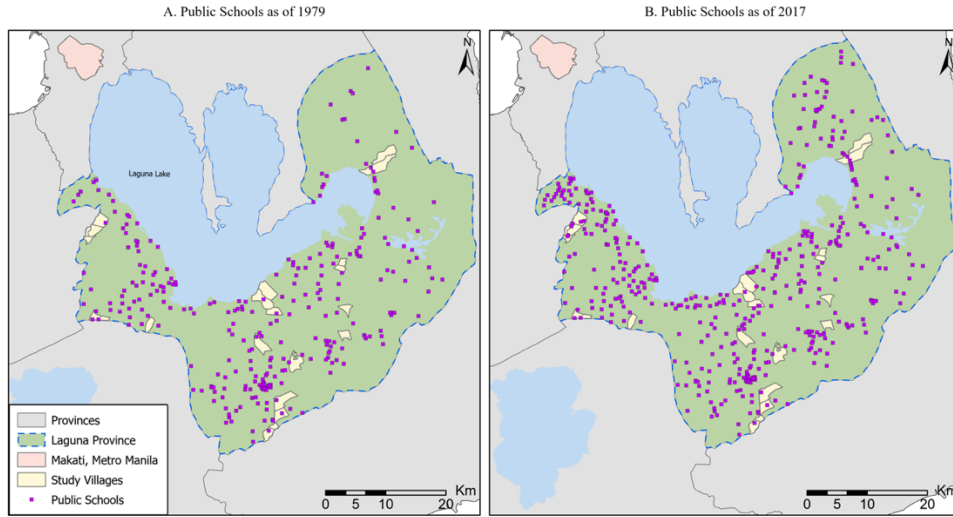 A. Public Schools as of 1979
B. Public Schools as of 2017
N
N
Laguna Lake
Provinces
Laguna Province
Makati, Metro Manila
Study Villages
Public Schools
Km
0 5 10 20
Km
0 5 10 20